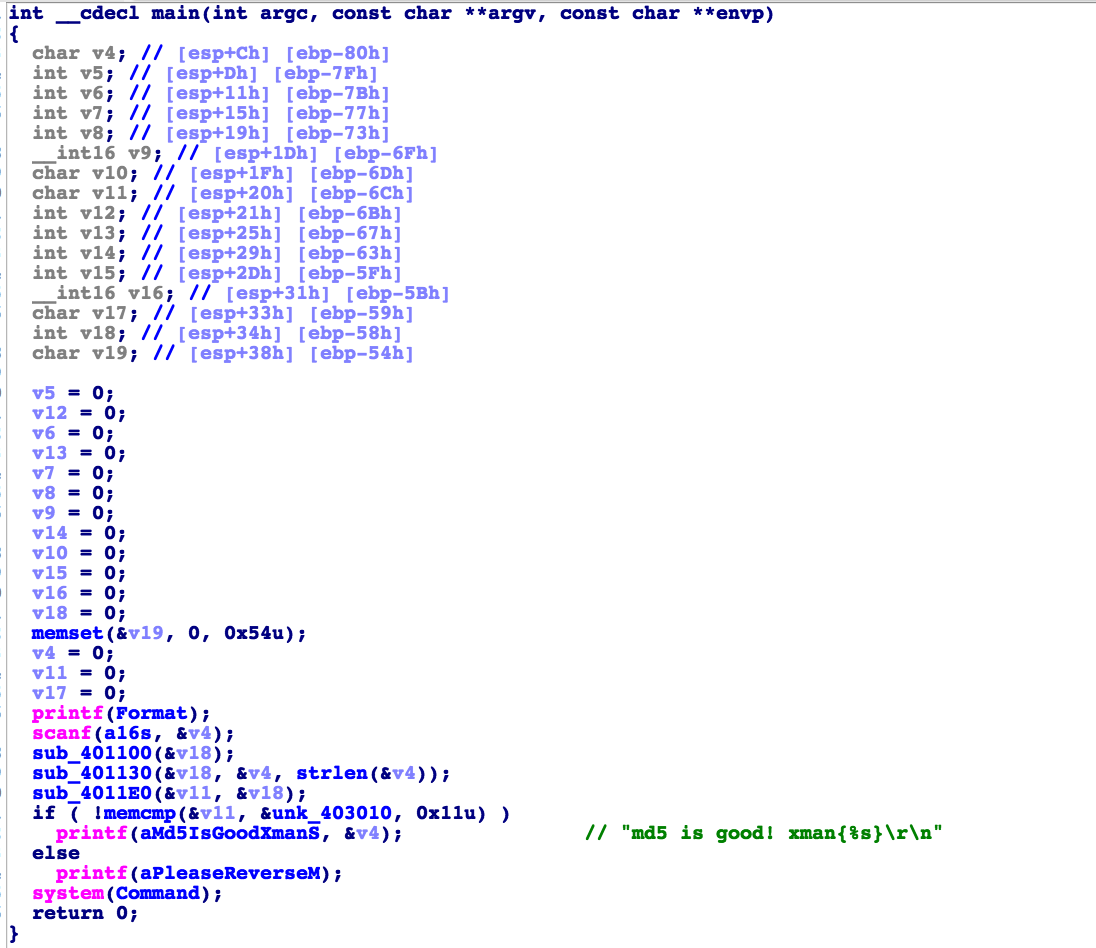 int __cdecl main(int argc, const char **argv, const char **envp)
{
char v4; // [esp+Ch] [ebp-80h]
int v5; // [esp+Dh] [ebp-7Fh]
int v6; // [esp+11h] [ebp-7Bh]
int v7; // [esp+15h] [ebp-77h]
int v8; // [esp+19h] [ebp-73h]
__int16 v9; // [esp+1Dh] [ebp-6Fh]
char v10; // [esp+1Fh] [ebp-6Dh]
char v11; // [esp+20h] [ebp-6Ch]
int v12; // [esp+21h] [ebp-6Bh]
int v13; // [esp+25h] [ebp-67h]
int v14; // [esp+29h] [ebp-63h]
int v15; // [esp+2Dh] [ebp-5Fh]
__int16 v16; // [esp+31h] [ebp-5Bh]
char v17; // [esp+33h] [ebp-59h]
int v18; // [esp+34h] [ebp-58h]
char v19; // [esp+38h] [ebp-54h]
v5 = 0;
v12 = 0;
v6 = 0;
v13 = 0;
v7 = 0;
v8 = 0;
v9 = 0;
v14 = 0;
v10 = 0;
v15 = 0;
v16 = 0;
v18 = 0;
memset(&v19, 0, 0x54u);
v4 = 0;
v11 = 0;
v17 = 0;
printf(Format);
scanf(a16s, &v4);
sub_401100(&v18);
sub_401130(&v18, &v4, strlen(&v4));
sub_4011E0(&v11, &v18);
if ( !memcmp(&v11, &unk_403010, 0x11u) )
printf(aMd5IsGoodXmanS, &v4); // "md5 is good! xman{%s}\r\n"
else
printf(aPleaseReverseM);
system(Command);
return 0;
}